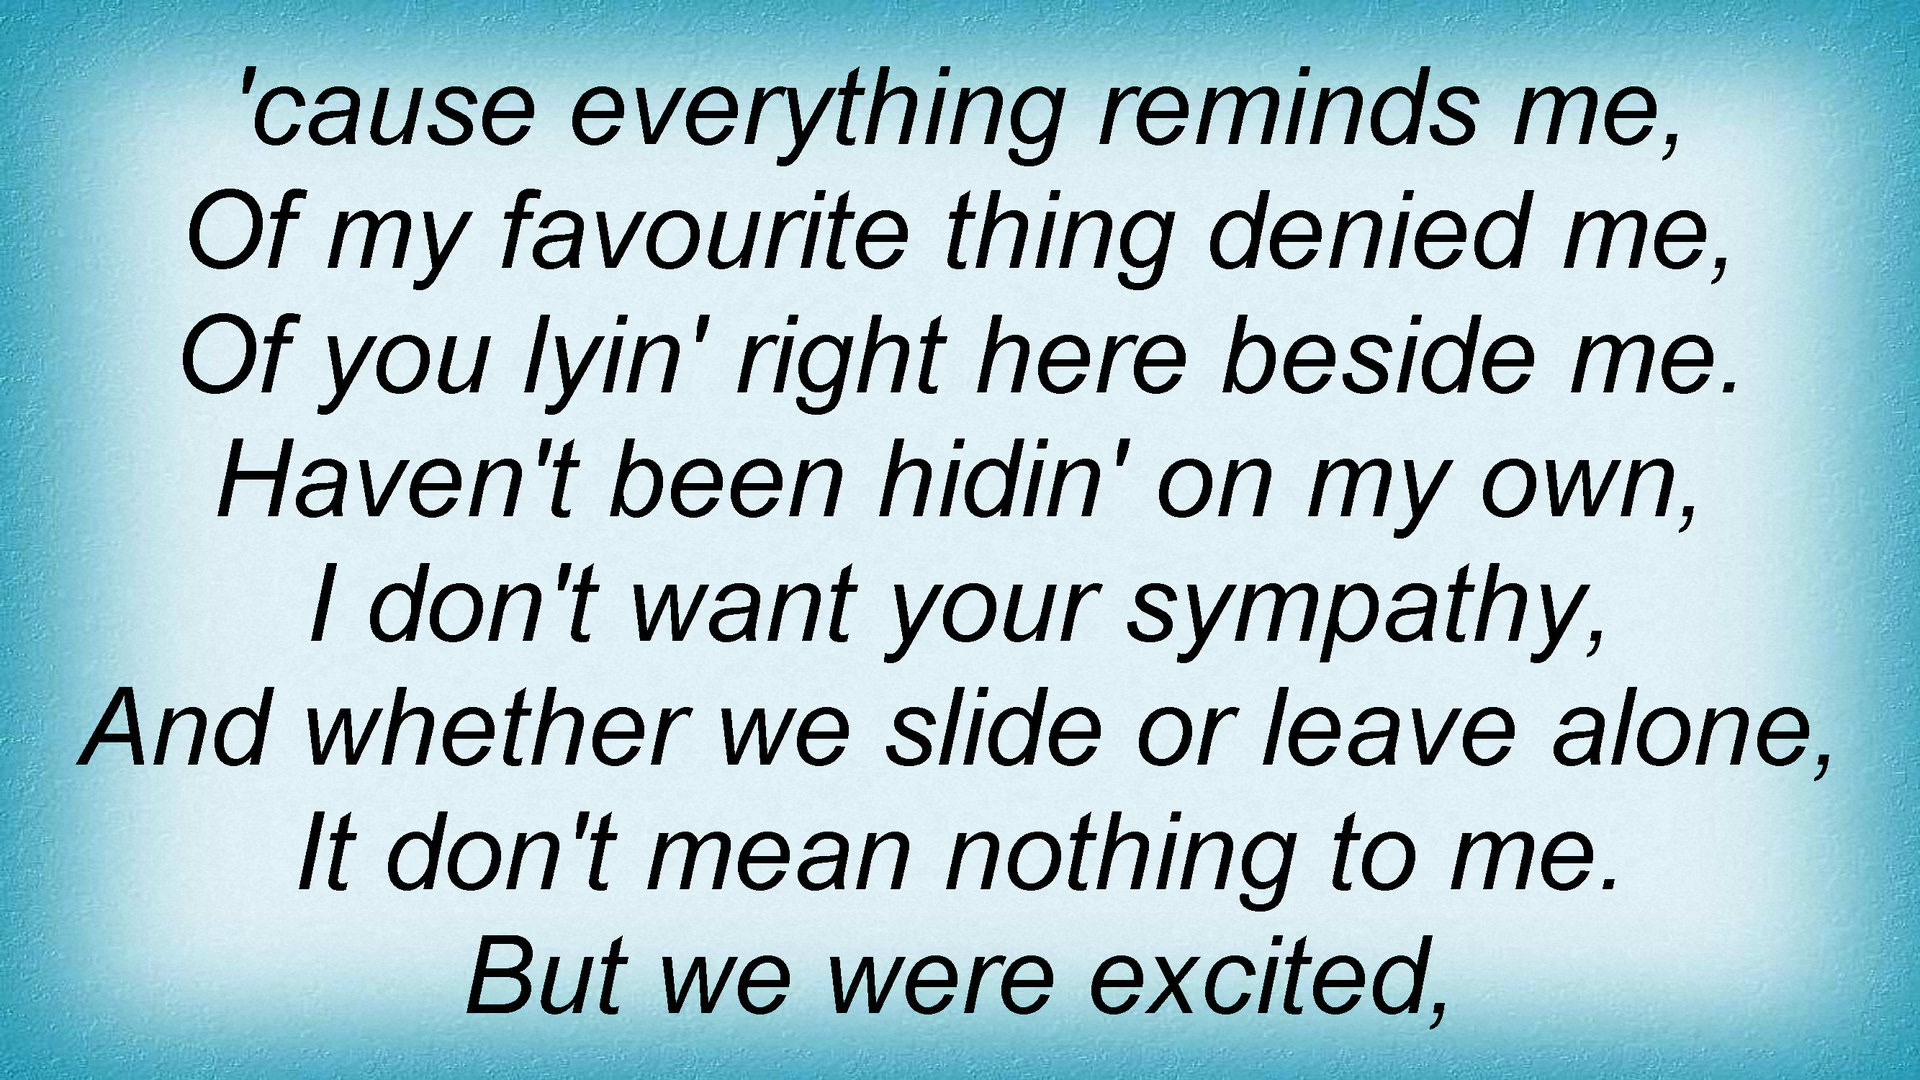 'cause everything reminds me,
Of my favourite thing denied me,
Of you lyin' right here beside me.
Haven't been hidin' on my own,
I don't want your sympathy,
And whether we slide or leave alone,
It don't mean nothing to me.
But we were excited,